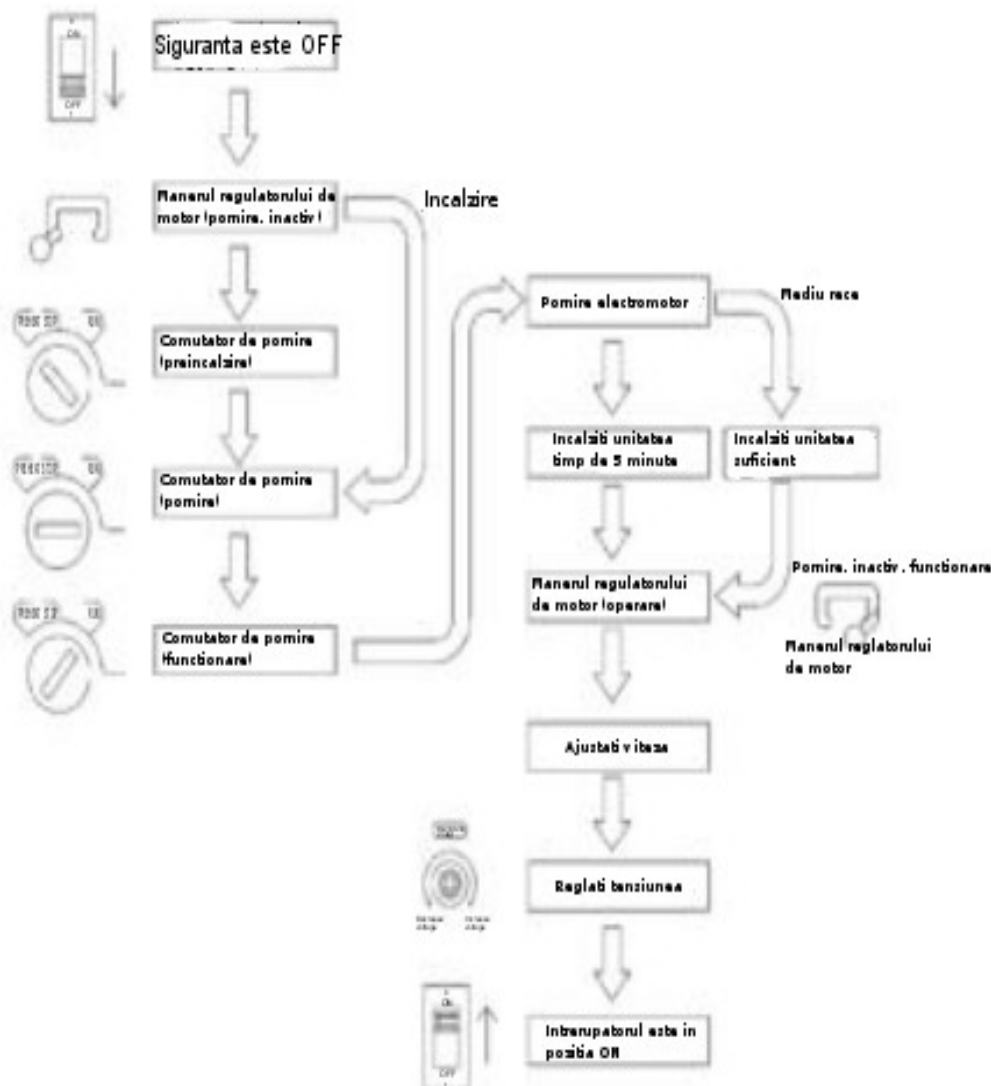 ON
OFF
Siguranta este OFF
Manerul regulatorului de
motor (pornire. inactiv)
Incalzire
Comutator de pornire
(preincalzire)
Comutator de pornire
(pornire)
Comutator de pornire
(functionare)
Pornire electromotor
Mediu rece
Incalziti unitatea
timp de 5 minute
Incalziti unitatea
suficient
Manerul regulatorului
de motor (operare)
Pornire. inactiv . functionare
Manerul reglatorului
de motor
Ajustati viteza
Reglati tensiunea
ON
OFF
Intrerupatorul este in
pozitia ON